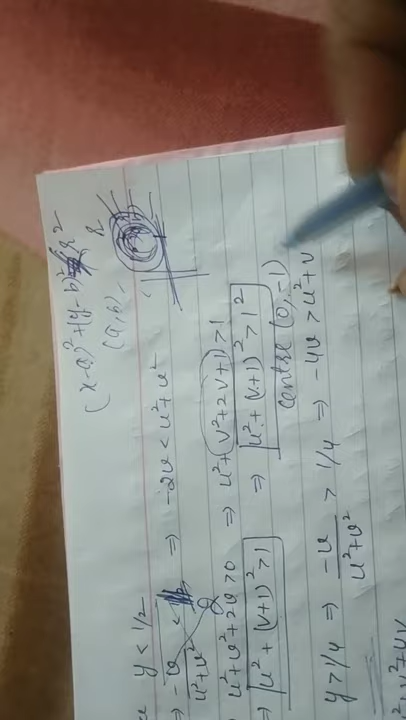 (x-a)²+(y-b)² r²
(a,b)
y < 1/2
⇒ -v/u²+v² < ⇒ -2v < u²+v²
u²+v²+2v>0 ⇒ u²+v²+2v+1>1
⇒ u²+(v+1)²>1 ⇒ u²+(v+1)²>1²
centre (0,-1)
y>1/4 ⇒ -v/u²+v² > 1/4 ⇒ -4v > u²+v